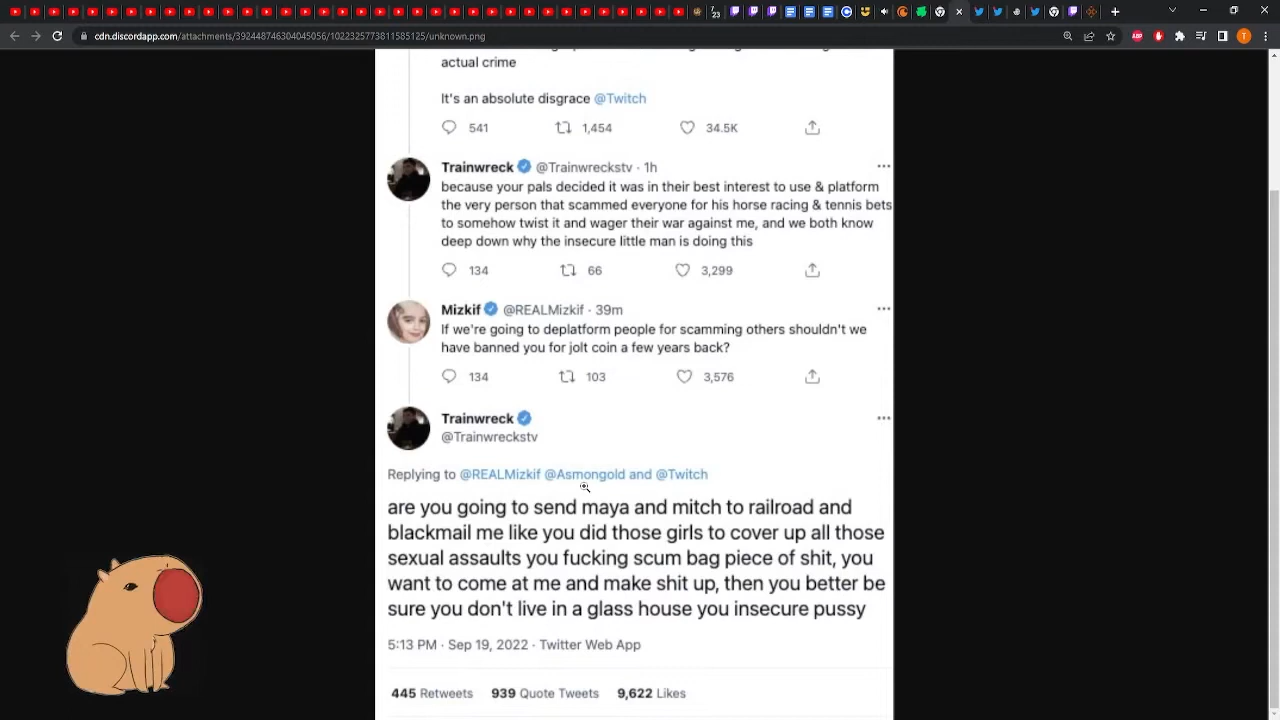 23
cdn.discordapp.com/attachments/392448746304045056/1022325773811585125/unknown.png
ABP
T
actual crime
It's an absolute disgrace @Twitch
541 1,454 34.5K
Trainwreck @Trainwreckstv · 1h
because your pals decided it was in their best interest to use & platform
the very person that scammed everyone for his horse racing & tennis bets
to somehow twist it and wager their war against me, and we both know
deep down why the insecure little man is doing this
134 66 3,299
Mizkif @REALMizkif · 39m
If we're going to deplatform people for scamming others shouldn't we
have banned you for jolt coin a few years back?
134 103 3,576
Trainwreck
@Trainwreckstv
Replying to @REALMizkif @Asmongold and @Twitch
are you going to send maya and mitch to railroad and
blackmail me like you did those girls to cover up all those
sexual assaults you fucking scum bag piece of shit, you
want to come at me and make shit up, then you better be
sure you don't live in a glass house you insecure pussy
5:13 PM · Sep 19, 2022 · Twitter Web App
445 Retweets 939 Quote Tweets 9,622 Likes